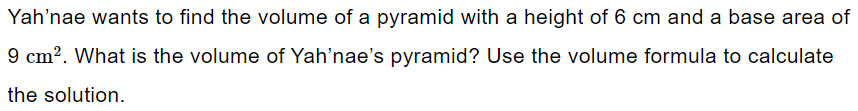 Yah’nae wants to find the volume of a pyramid with a height of 6 cm and a base area of
9 cm². What is the volume of Yah’nae’s pyramid? Use the volume formula to calculate
the solution.